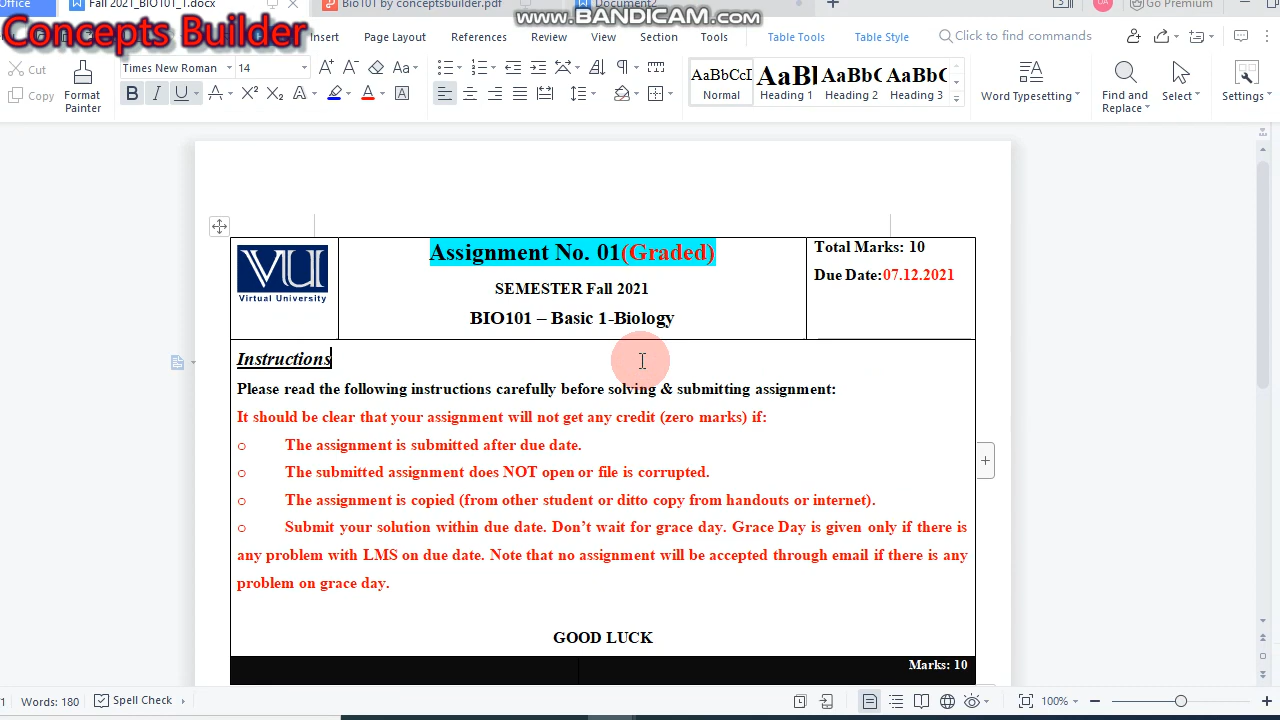 Office
Fall 2021_BIO101_1.docx
BIO101 by conceptsbuilder.pdf
Document2
www.BANDICAM.com
Go Premium
Concepts Builder
Insert
Page Layout
References
Review
View
Section
Tools
Table Tools
Table Style
Click to find commands
Cut
Copy
Format
Painter
Times New Roman
14
AaBbCcD
Normal
AaBl
Heading 1
AaBbC
Heading 2
AaBbC
Heading 3
Word Typesetting
Find and
Replace
Select
Settings
VU
Virtual University
Assignment No. 01(Graded)
SEMESTER Fall 2021
BIO101 – Basic 1-Biology
Total Marks: 10
Due Date:07.12.2021
Instructions
Please read the following instructions carefully before solving & submitting assignment:
It should be clear that your assignment will not get any credit (zero marks) if:
o The assignment is submitted after due date.
o The submitted assignment does NOT open or file is corrupted.
o The assignment is copied (from other student or ditto copy from handouts or internet).
o Submit your solution within due date. Don’t wait for grace day. Grace Day is given only if there is
any problem with LMS on due date. Note that no assignment will be accepted through email if there is any
problem on grace day.
GOOD LUCK
Marks: 10
1 Words: 180 Spell Check
100%